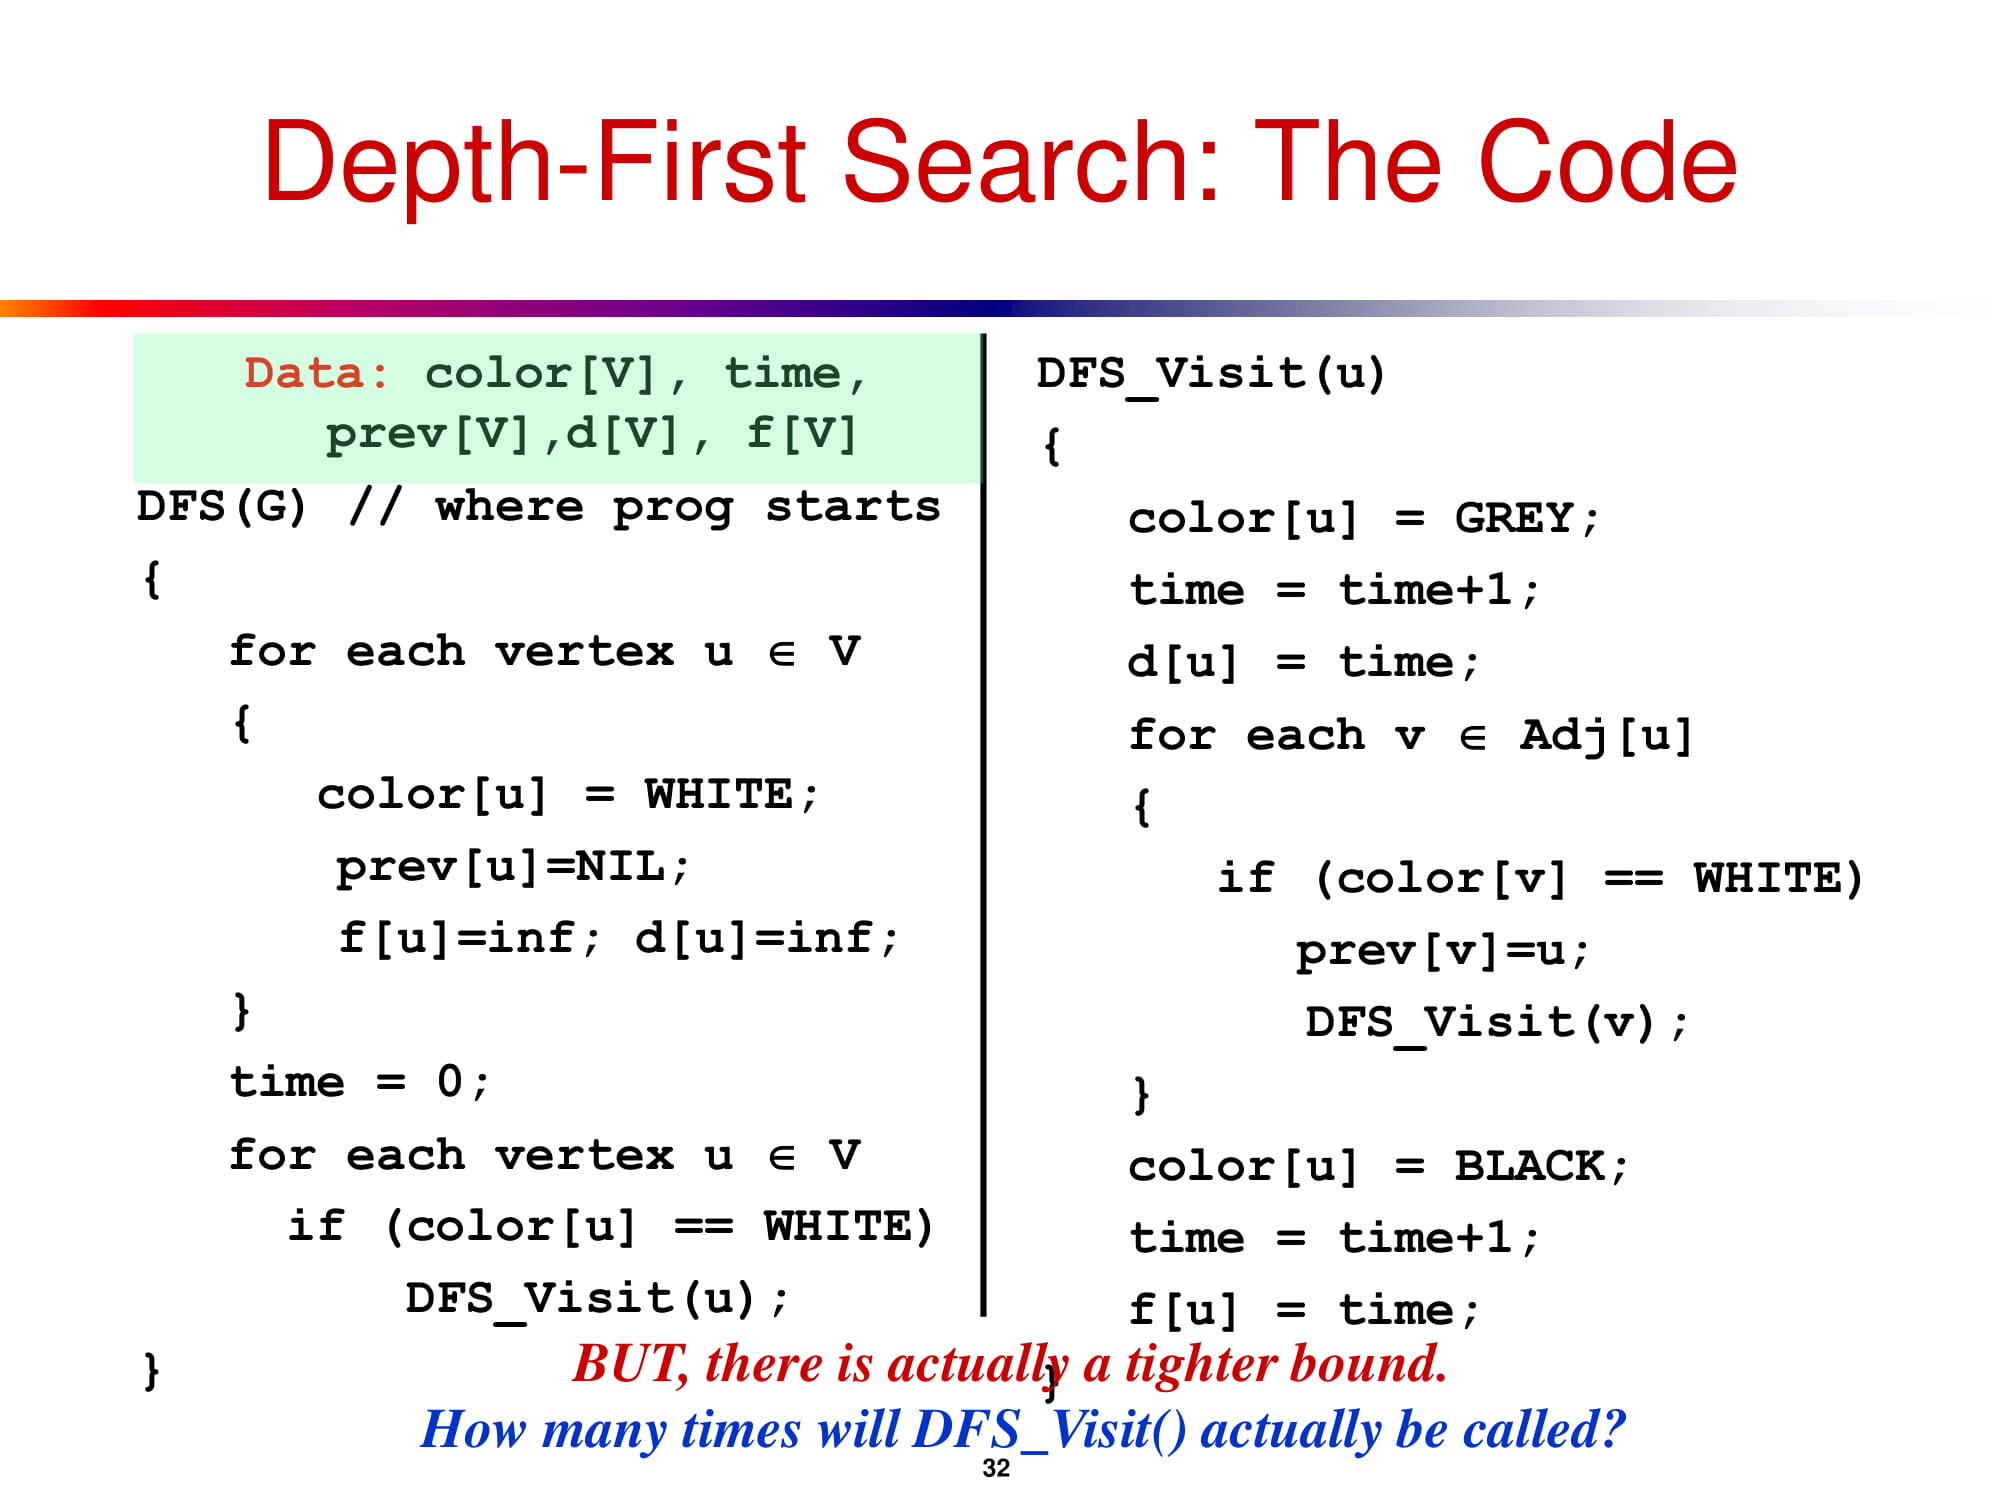 Depth-First Search: The Code
Data: color[V], time,
prev[V],d[V], f[V]
DFS(G) // where prog starts
{
for each vertex u ∈ V
{
color[u] = WHITE;
prev[u]=NIL;
f[u]=inf; d[u]=inf;
}
time = 0;
for each vertex u ∈ V
if (color[u] == WHITE)
DFS_Visit(u);
}
DFS_Visit(u)
{
color[u] = GREY;
time = time+1;
d[u] = time;
for each v ∈ Adj[u]
{
if (color[v] == WHITE)
prev[v]=u;
DFS_Visit(v);
}
color[u] = BLACK;
time = time+1;
f[u] = time;
}
BUT, there is actually a tighter bound.
How many times will DFS_Visit() actually be called?
32